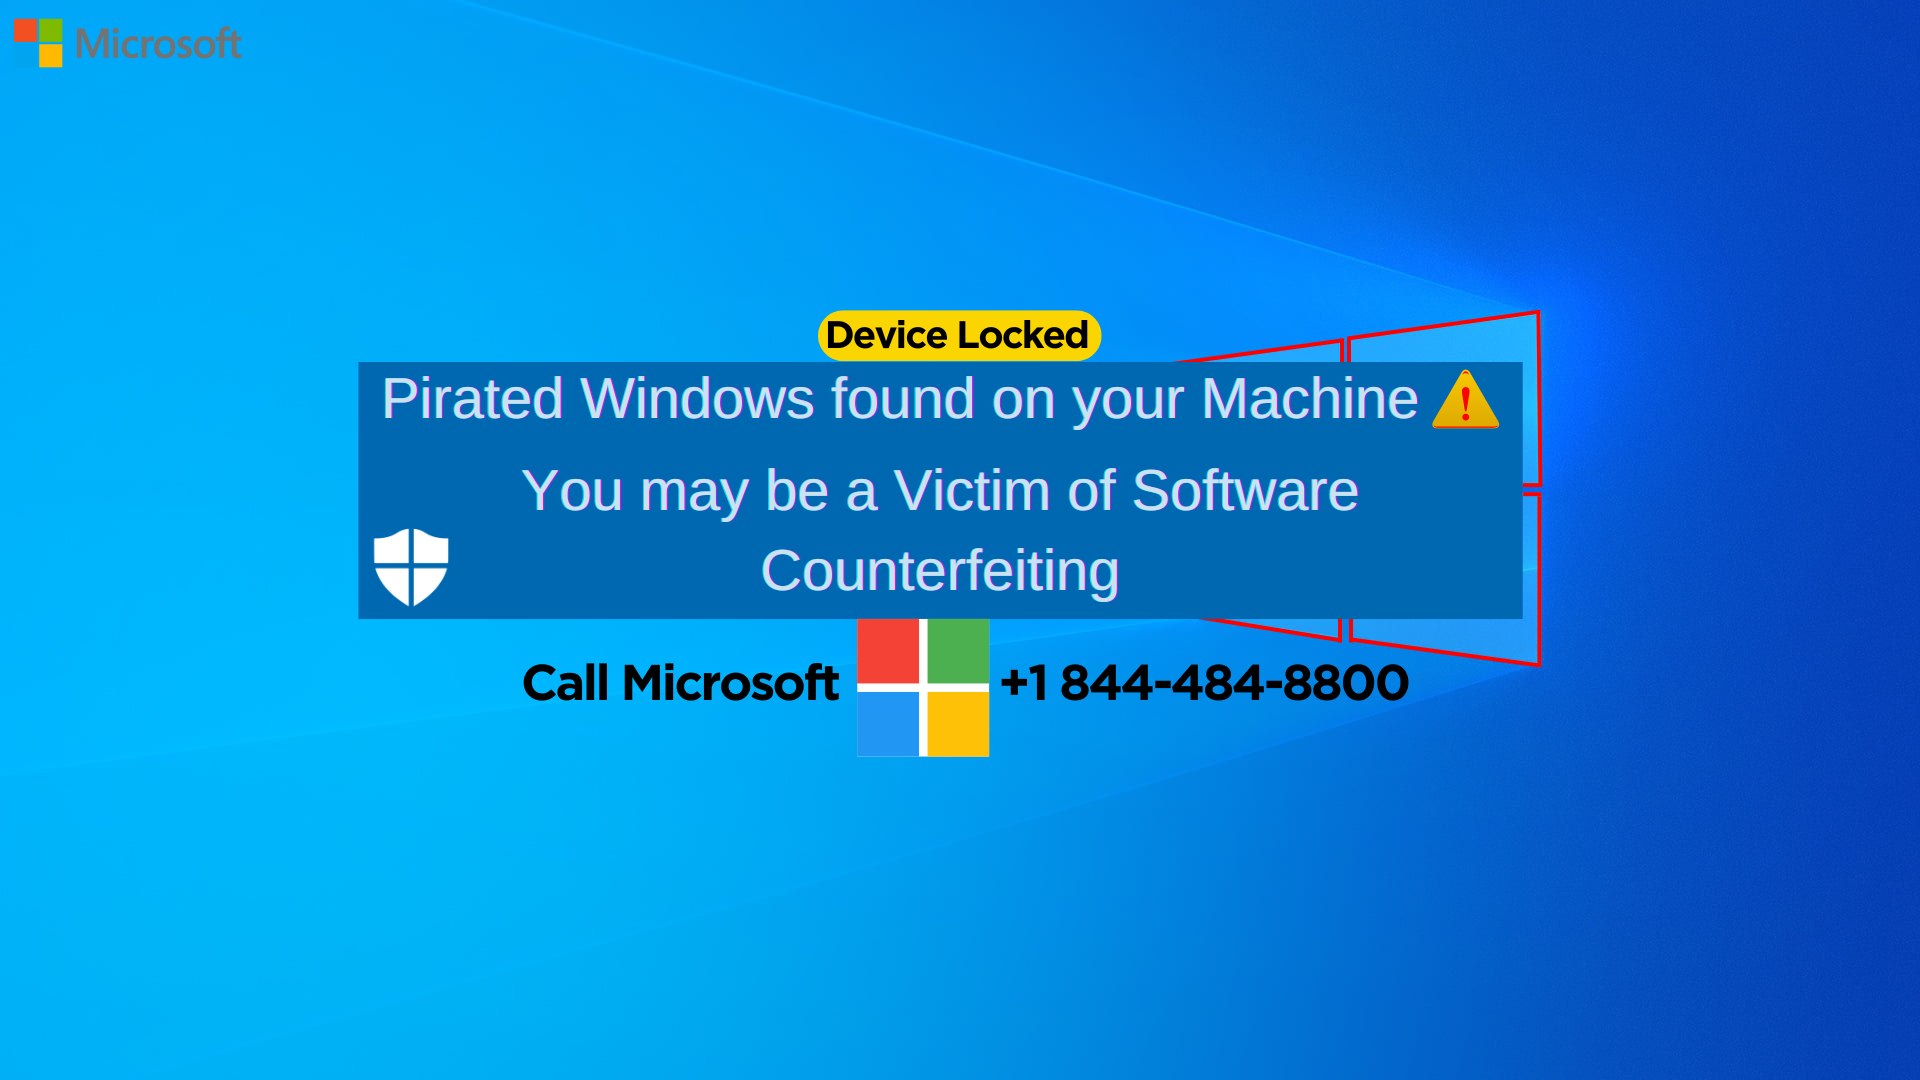 Microsoft
Device Locked
Pirated Windows found on your Machine
You may be a Victim of Software
Counterfeiting
Call Microsoft +1 844-484-8800